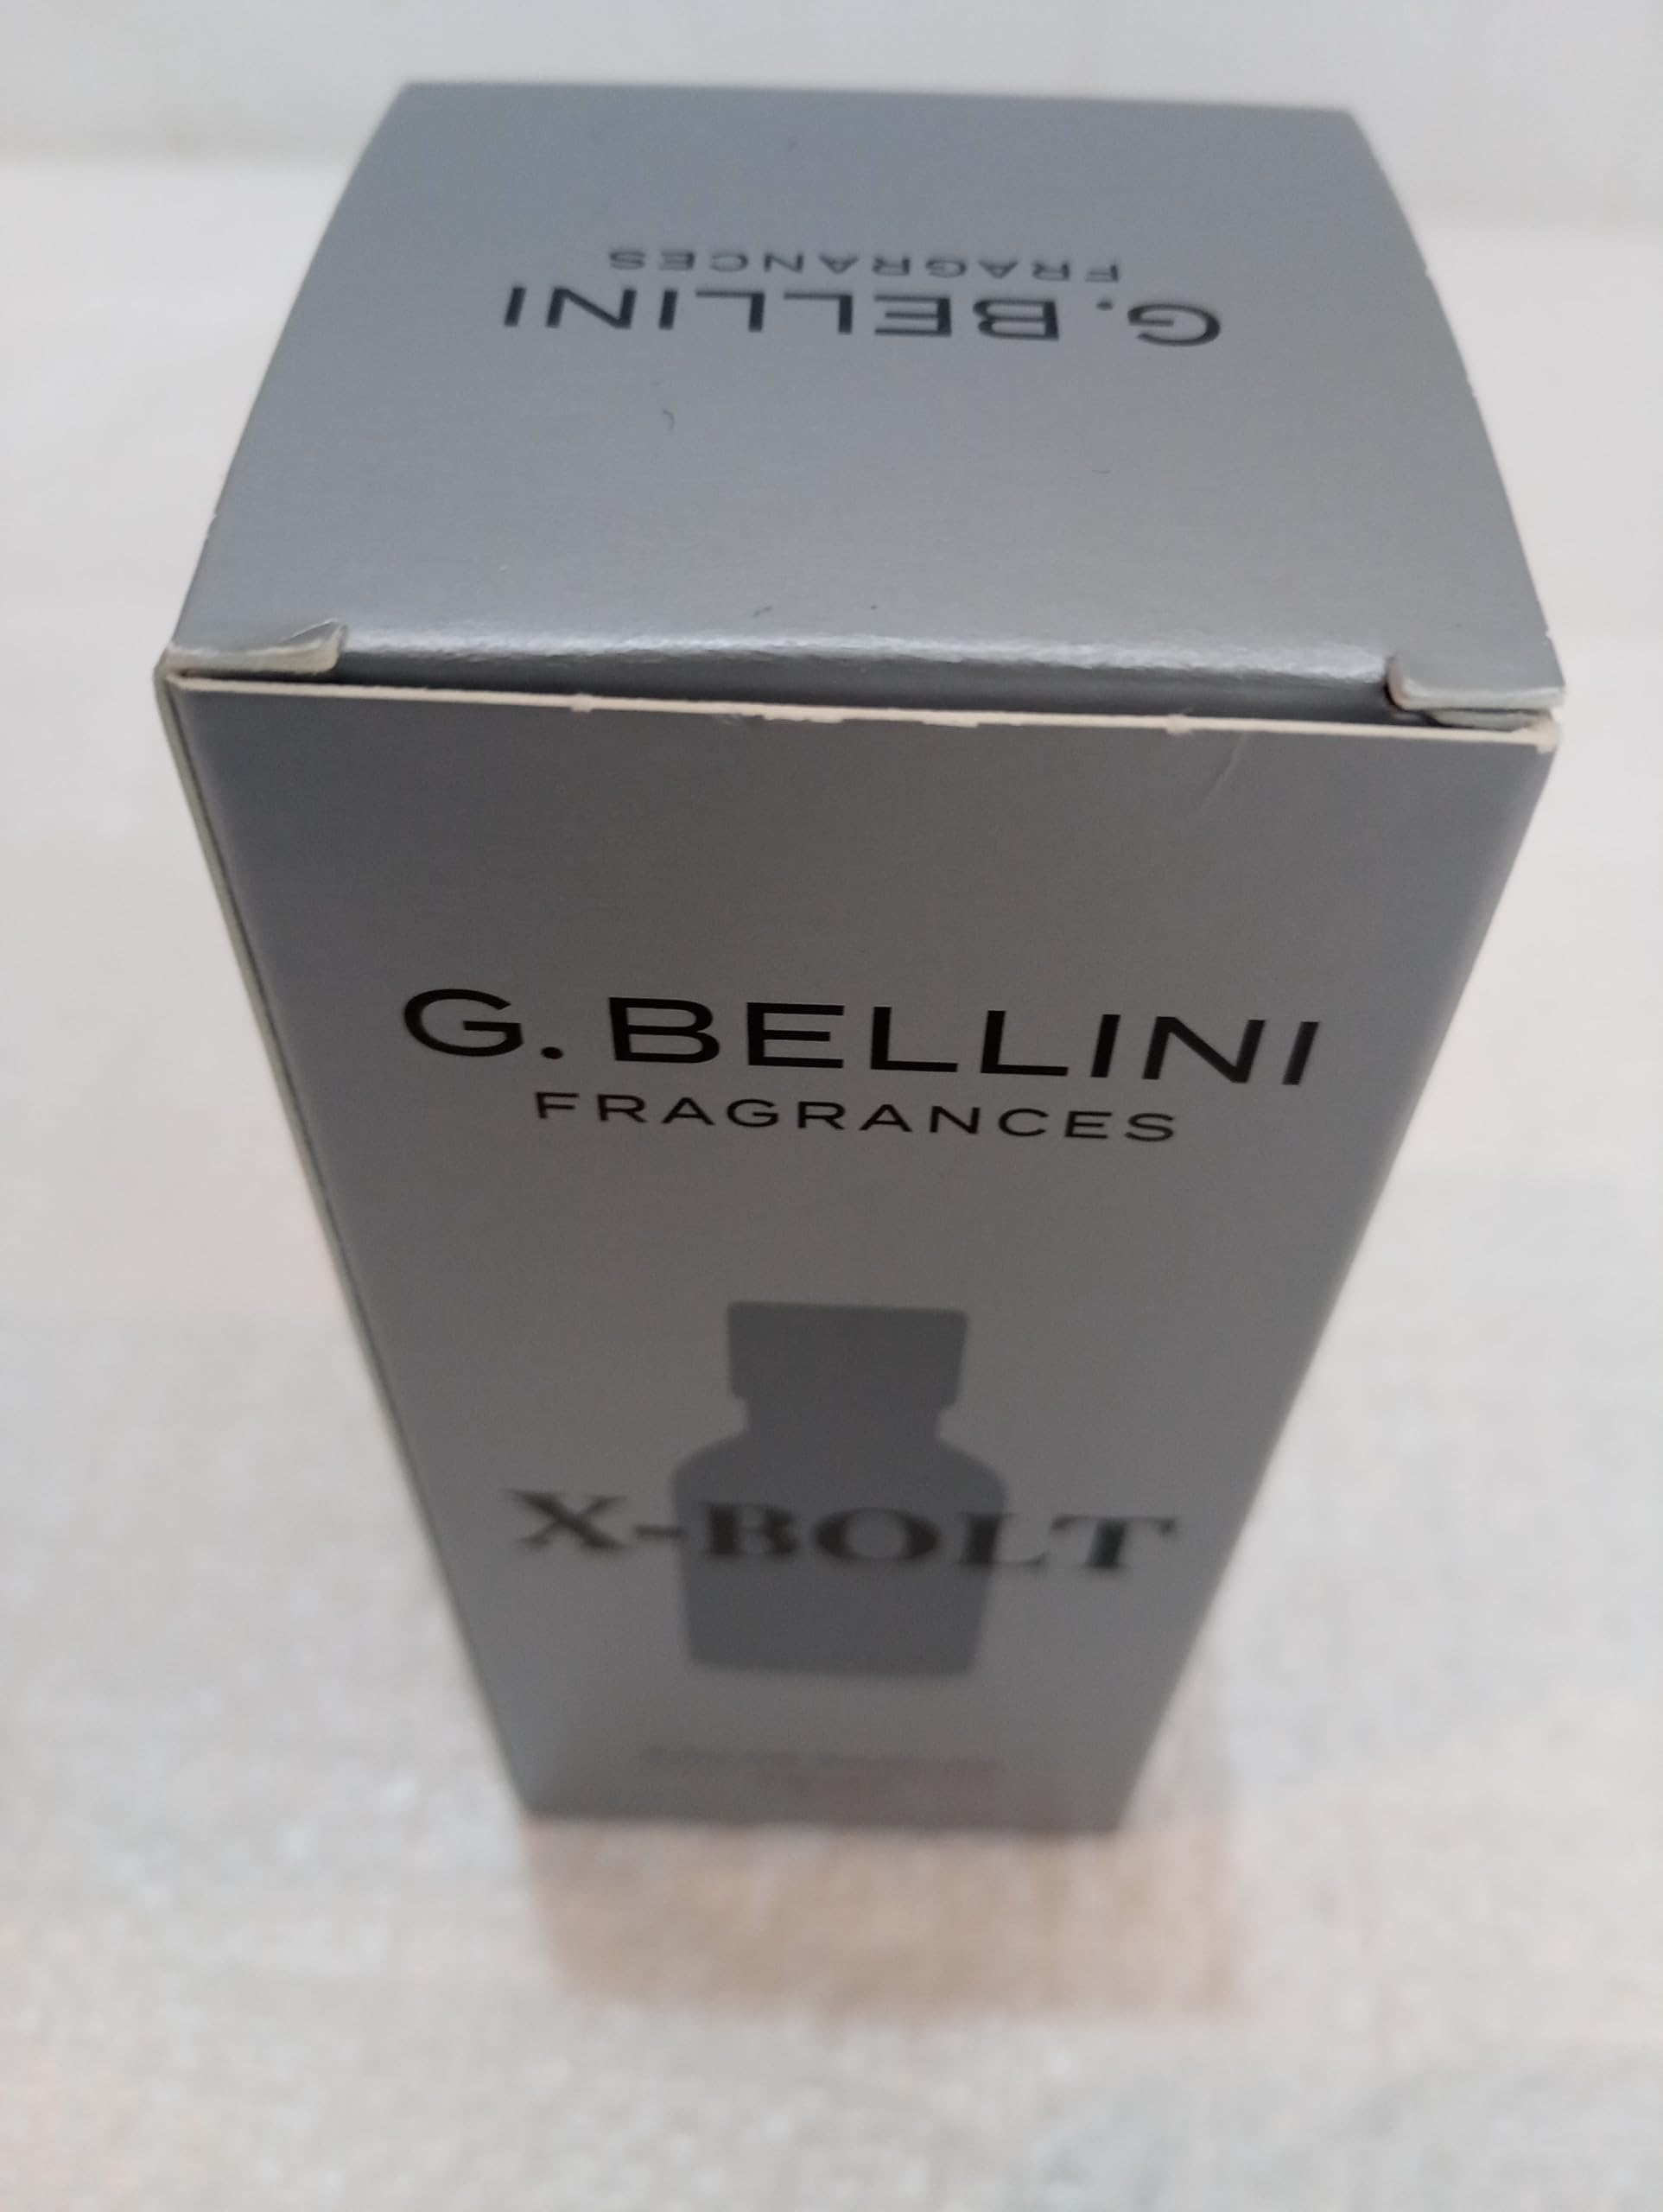 G. BELLINI
FRAGRANCES
G. BELLINI
FRAGRANCES
X-BOLT